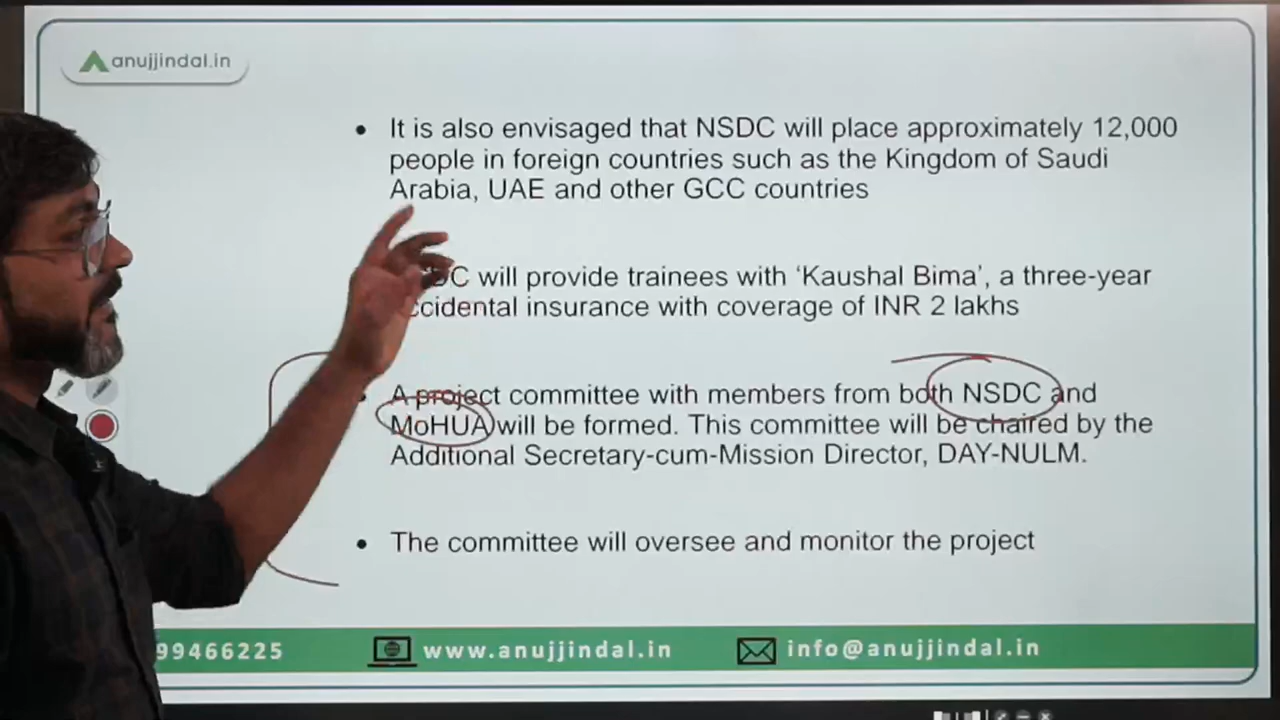 anujjindal.in
It is also envisaged that NSDC will place approximately 12,000
people in foreign countries such as the Kingdom of Saudi
Arabia, UAE and other GCC countries
will provide trainees with ‘Kaushal Bima’, a three-year
accidental insurance with coverage of INR 2 lakhs
A project committee with members from both NSDC and
MoHUA will be formed. This committee will be chaired by the
Additional Secretary-cum-Mission Director, DAY-NULM.
The committee will oversee and monitor the project
99466225
www.anujjindal.in
info@anujjindal.in